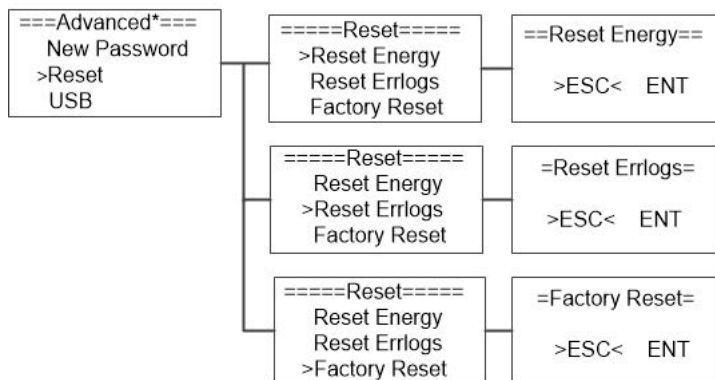 ===Advanced*===
New Password
>Reset
USB
=====Reset=====
>Reset Energy
Reset Errlogs
Factory Reset
==Reset Energy==
>ESC< ENT
=====Reset=====
Reset Energy
>Reset Errlogs
Factory Reset
=Reset Errlogs=
>ESC< ENT
=====Reset=====
Reset Energy
Reset Errlogs
>Factory Reset
=Factory Reset=
>ESC< ENT